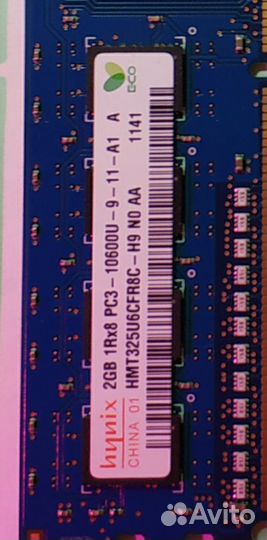 ECO
hynix 2GB 1Rx8 PC3-10600U-9-11-A1 A
CHINA 01 HMT325U6CFR8C-H9 N0 AA 1141
Avito